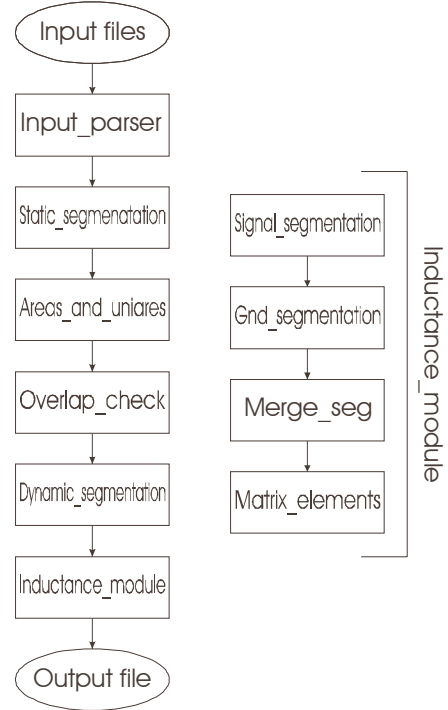 Input files
Input_parser
Static_segmenatation
Areas_and_uniares
Overlap_check
Dynamic_segmentation
Inductance_module
Output file
Signal_segmentation
Gnd_segmentation
Merge_seg
Matrix_elements
Inductance_module